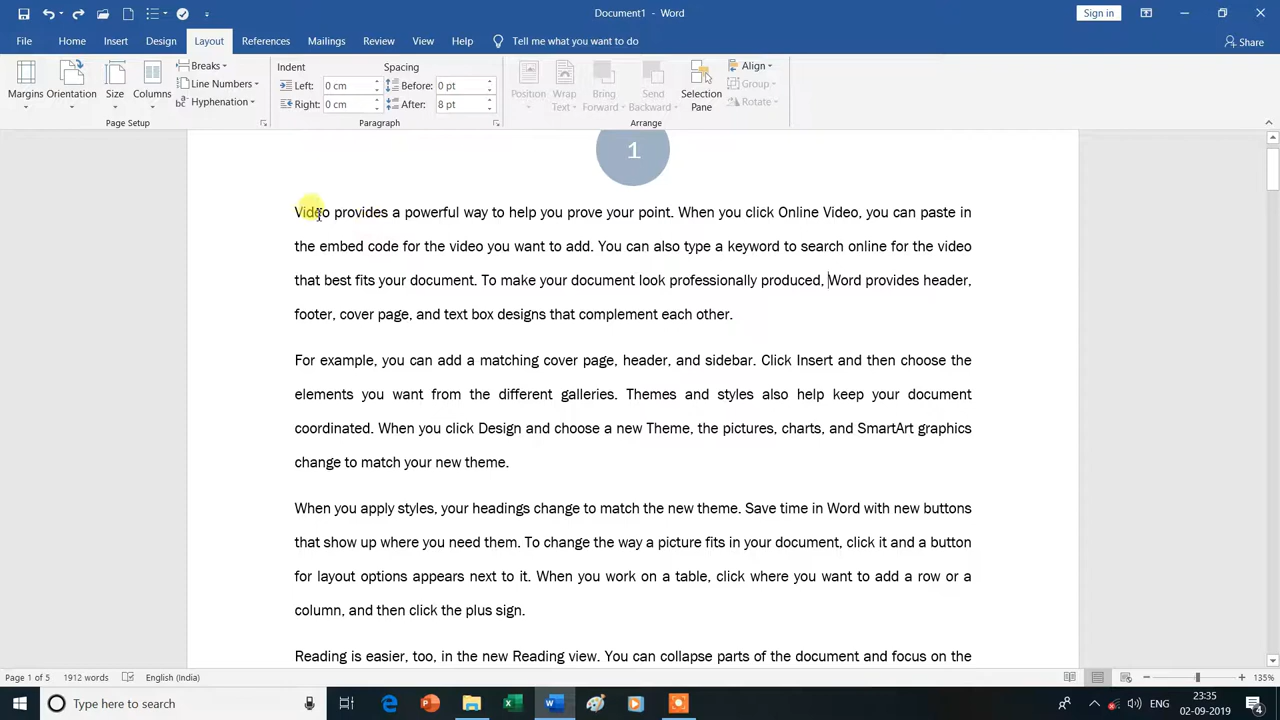 Document1 - Word
Sign in
File Home Insert Design Layout References Mailings Review View Help Tell me what you want to do Share
Margins Orientation Size Columns
Breaks
Line Numbers
Hyphenation
Page Setup
Indent Spacing
Left: 0 cm Before: 0 pt
Right: 0 cm After: 8 pt
Paragraph
Position Wrap Text Bring Forward Send Backward Selection Pane
Align
Group
Rotate
Arrange
1
Video provides a powerful way to help you prove your point. When you click Online Video, you can paste in
the embed code for the video you want to add. You can also type a keyword to search online for the video
that best fits your document. To make your document look professionally produced, Word provides header,
footer, cover page, and text box designs that complement each other.
For example, you can add a matching cover page, header, and sidebar. Click Insert and then choose the
elements you want from the different galleries. Themes and styles also help keep your document
coordinated. When you click Design and choose a new Theme, the pictures, charts, and SmartArt graphics
change to match your new theme.
When you apply styles, your headings change to match the new theme. Save time in Word with new buttons
that show up where you need them. To change the way a picture fits in your document, click it and a button
for layout options appears next to it. When you work on a table, click where you want to add a row or a
column, and then click the plus sign.
Reading is easier, too, in the new Reading view. You can collapse parts of the document and focus on the
Page 1 of 5 1912 words English (India) 135%
Type here to search
ENG
23:35
02-09-2019
4